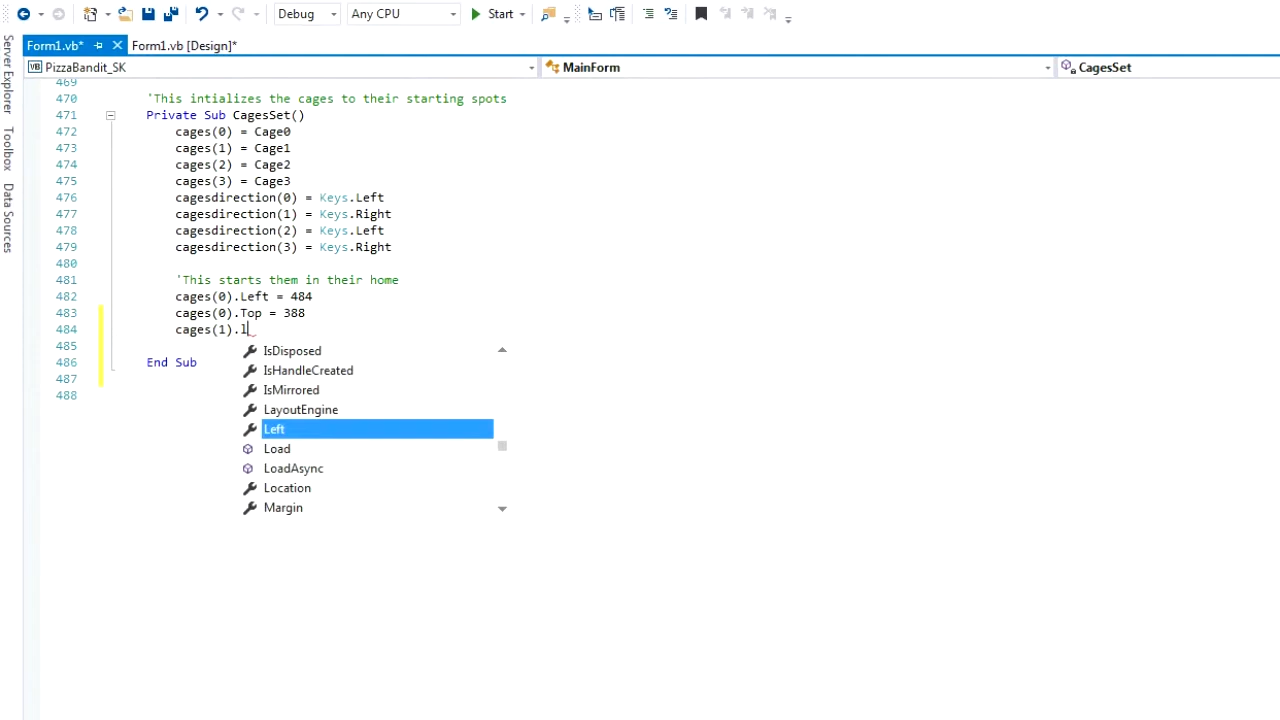 Debug Any CPU Start
Form1.vb* Form1.vb [Design]*
PizzaBandit_SK MainForm CagesSet
Server Explorer
Toolbox
Data Sources
469
470 'This intializes the cages to their starting spots
471 Private Sub CagesSet()
472 cages(0) = Cage0
473 cages(1) = Cage1
474 cages(2) = Cage2
475 cages(3) = Cage3
476 cagesdirection(0) = Keys.Left
477 cagesdirection(1) = Keys.Right
478 cagesdirection(2) = Keys.Left
479 cagesdirection(3) = Keys.Right
480
481 'This starts them in their home
482 cages(0).Left = 484
483 cages(0).Top = 388
484 cages(1).l
485
486 End Sub
487
488
IsDisposed
IsHandleCreated
IsMirrored
LayoutEngine
Left
Load
LoadAsync
Location
Margin